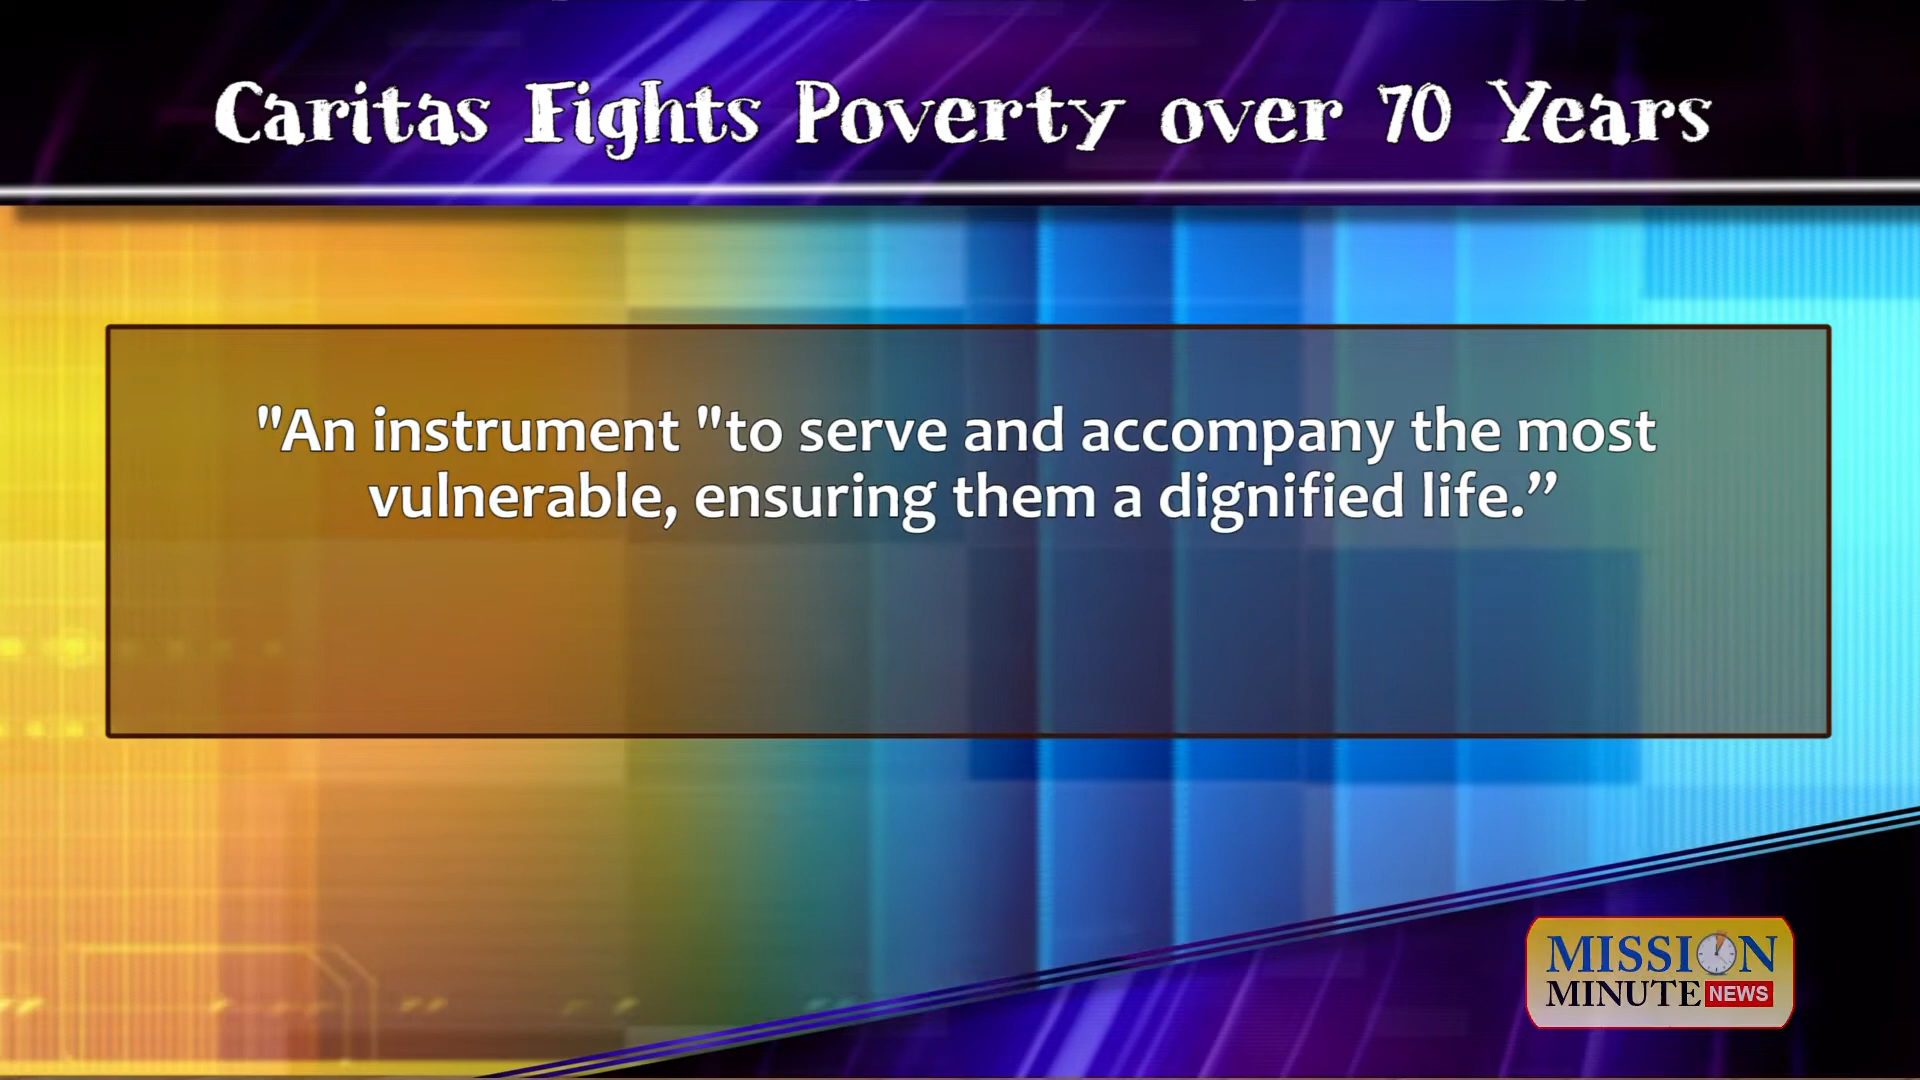 Caritas Fights Poverty over 70 Years
"An instrument "to serve and accompany the most
vulnerable, ensuring them a dignified life.”
MISSION
MINUTE NEWS